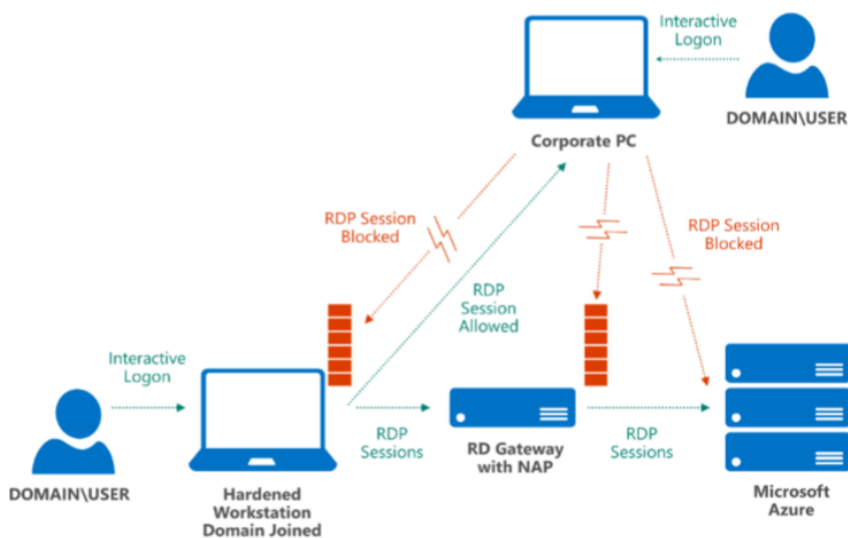 Interactive
Logon
DOMAIN\USER
Corporate PC
RDP Session
Blocked
RDP Session
Blocked
RDP
Session
Allowed
Interactive
Logon
RDP
Sessions
RD Gateway
with NAP
RDP
Sessions
DOMAIN\USER
Hardened
Workstation
Domain Joined
Microsoft
Azure